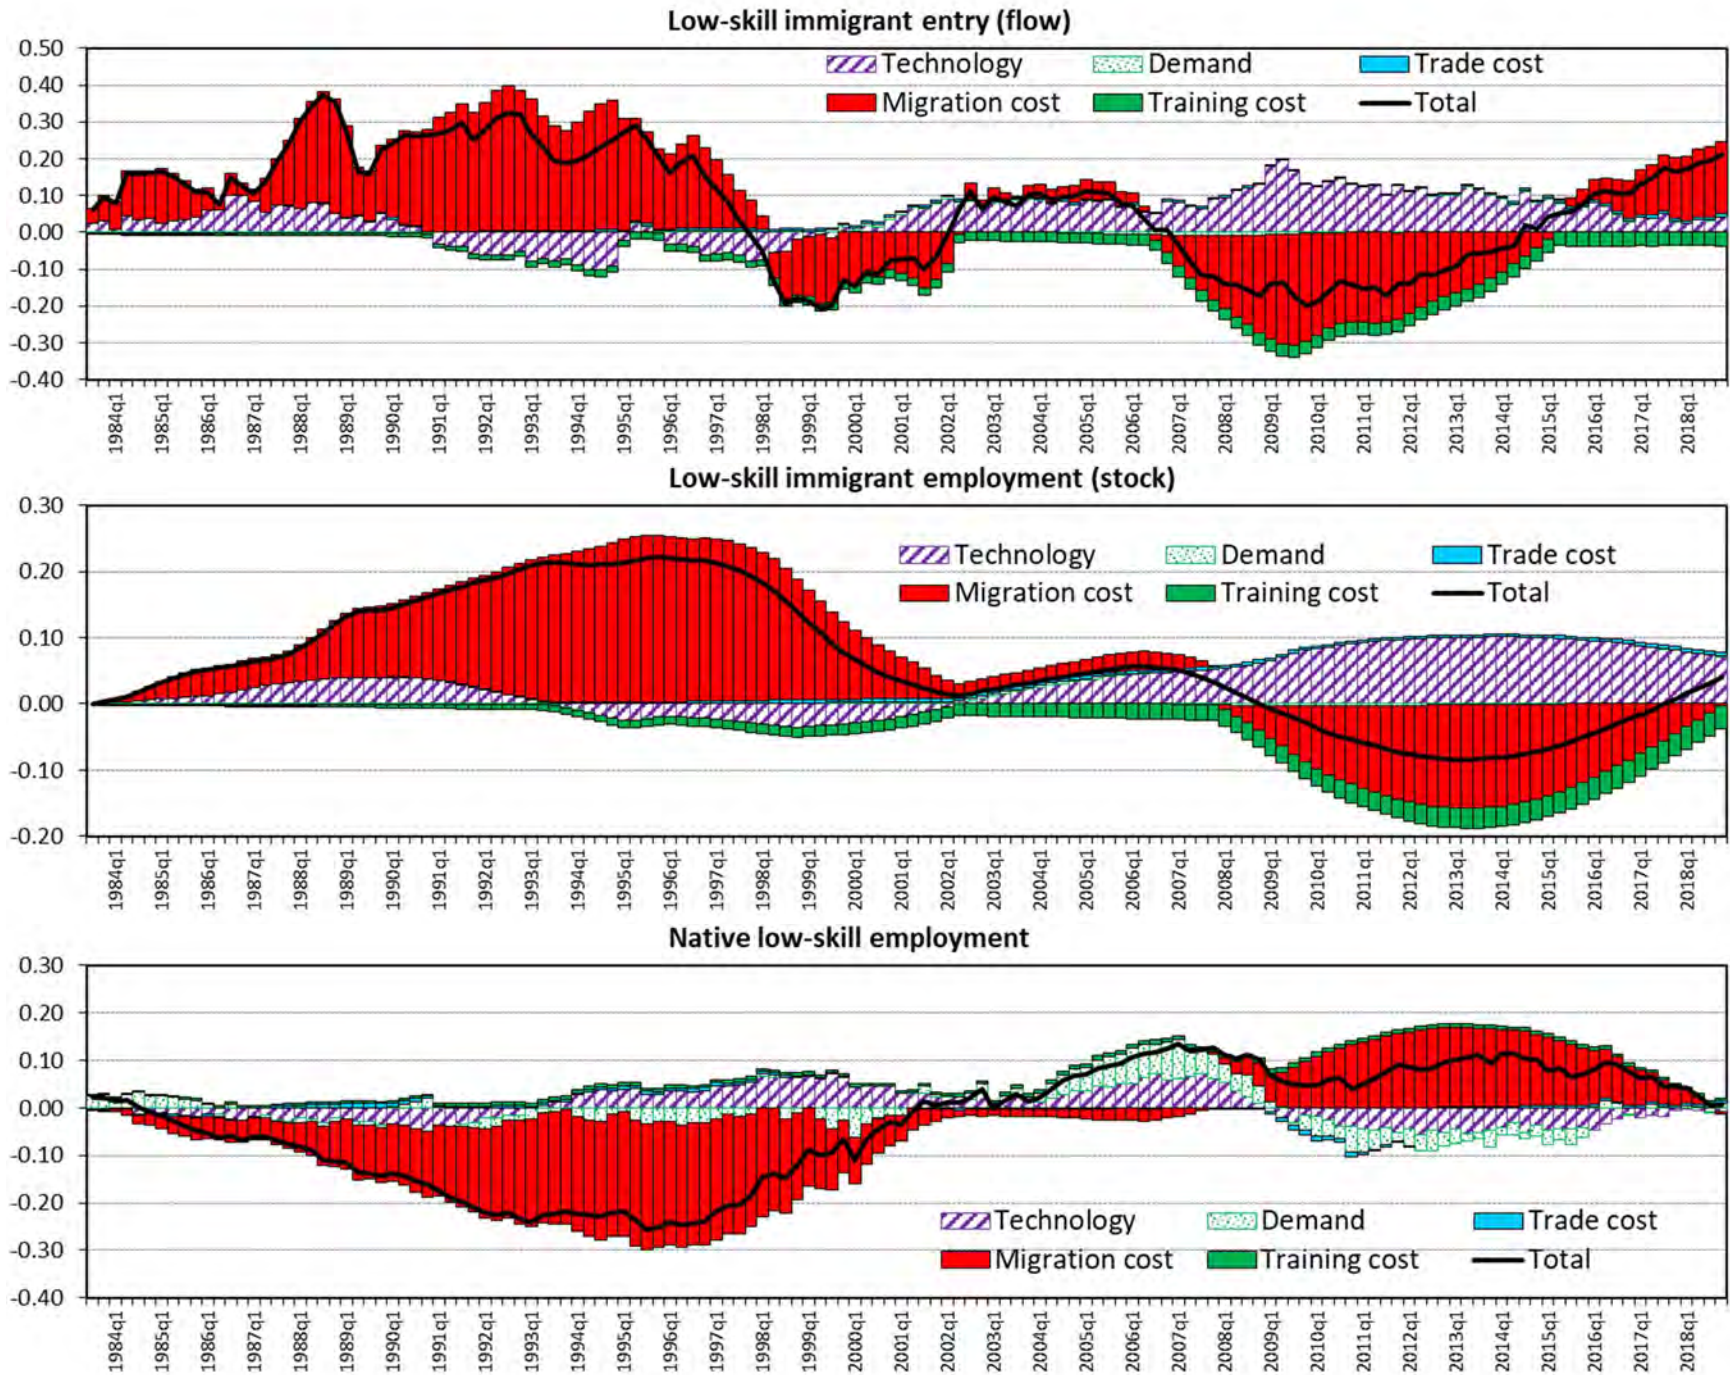 Low-skill immigrant entry (flow)
0.50
0.40
0.30
0.20
0.10
0.00
-0.10
-0.20
-0.30
-0.40
Technology Demand Trade cost
Migration cost Training cost Total
1984q1 1985q1 1986q1 1987q1 1988q1 1989q1 1990q1 1991q1 1992q1 1993q1 1994q1 1995q1 1996q1 1997q1 1998q1 1999q1 2000q1 2001q1 2002q1 2003q1 2004q1 2005q1 2006q1 2007q1 2008q1 2009q1 2010q1 2011q1 2012q1 2013q1 2014q1 2015q1 2016q1 2017q1 2018q1
Low-skill immigrant employment (stock)
0.30
0.20
0.10
0.00
-0.10
-0.20
Technology Demand Trade cost
Migration cost Training cost Total
1984q1 1985q1 1986q1 1987q1 1988q1 1989q1 1990q1 1991q1 1992q1 1993q1 1994q1 1995q1 1996q1 1997q1 1998q1 1999q1 2000q1 2001q1 2002q1 2003q1 2004q1 2005q1 2006q1 2007q1 2008q1 2009q1 2010q1 2011q1 2012q1 2013q1 2014q1 2015q1 2016q1 2017q1 2018q1
Native low-skill employment
0.30
0.20
0.10
0.00
-0.10
-0.20
-0.30
-0.40
Technology Demand Trade cost
Migration cost Training cost Total
1984q1 1985q1 1986q1 1987q1 1988q1 1989q1 1990q1 1991q1 1992q1 1993q1 1994q1 1995q1 1996q1 1997q1 1998q1 1999q1 2000q1 2001q1 2002q1 2003q1 2004q1 2005q1 2006q1 2007q1 2008q1 2009q1 2010q1 2011q1 2012q1 2013q1 2014q1 2015q1 2016q1 2017q1 2018q1